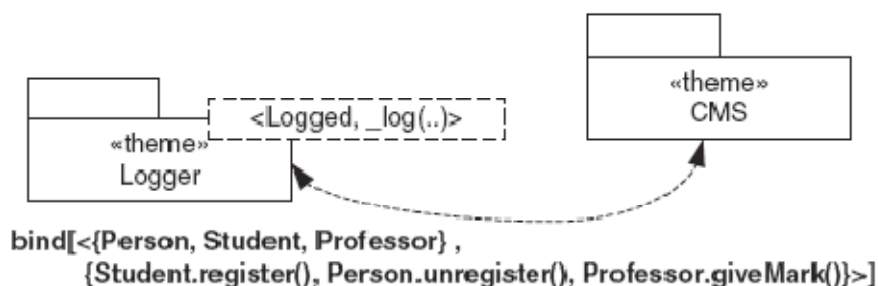 «theme»
CMS
<Logged, _log(..)>
«theme»
Logger
bind[<{Person, Student, Professor} ,
{Student.register(), Person.unregister(), Professor.giveMark()}>]